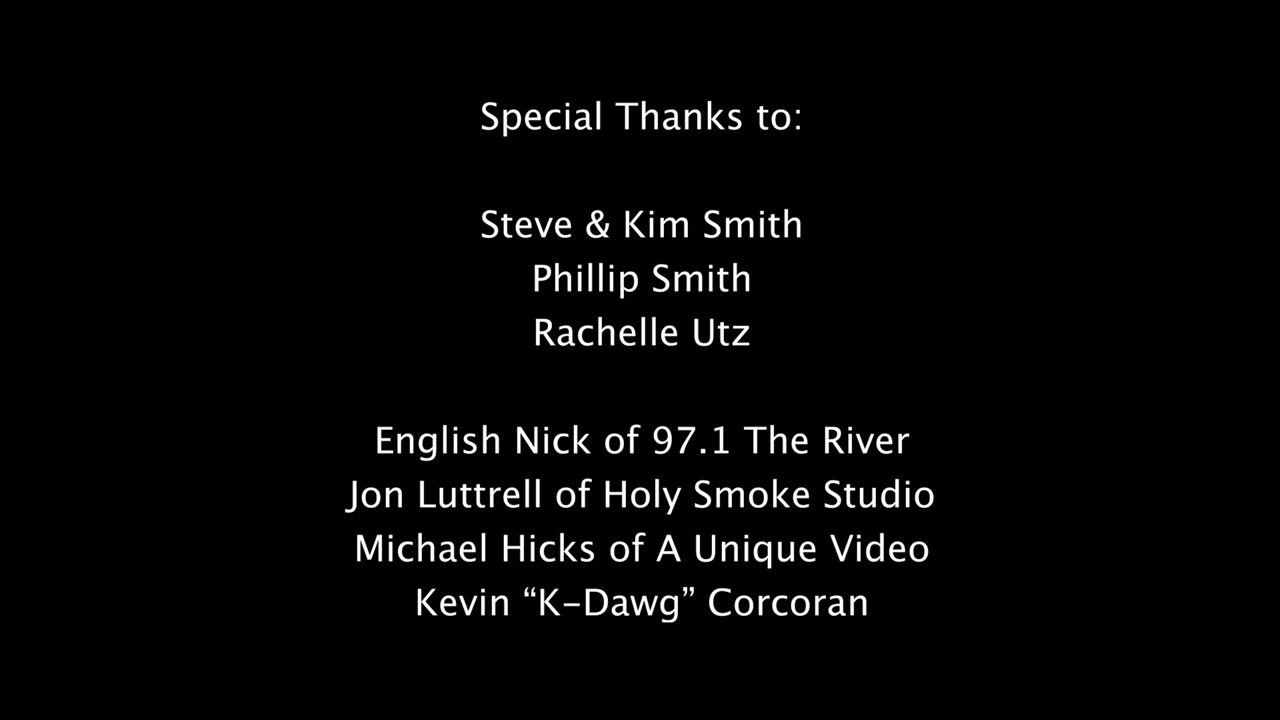 Special Thanks to:
Steve & Kim Smith
Phillip Smith
Rachelle Utz
English Nick of 97.1 The River
Jon Luttrell of Holy Smoke Studio
Michael Hicks of A Unique Video
Kevin “K-Dawg” Corcoran